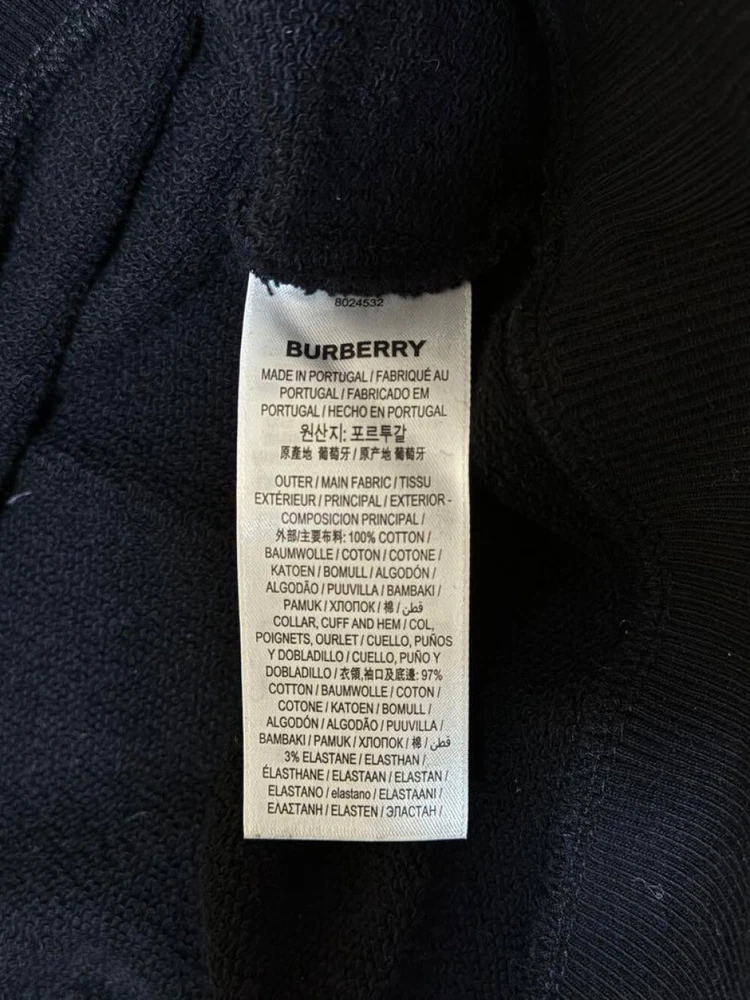 8024532
BURBERRY
MADE IN PORTUGAL / FABRIQUÉ AU
PORTUGAL / FABRICADO EM
PORTUGAL / HECHO EN PORTUGAL
원산지: 포르투갈
原產地 葡萄牙 / 原产地 葡萄牙
OUTER / MAIN FABRIC / TISSU
EXTÉRIEUR / PRINCIPAL / EXTERIOR -
COMPOSICION PRINCIPAL /
外部/主要布料: 100% COTTON /
BAUMWOLLE / COTON / COTONE /
KATOEN / BOMULL / ALGODÓN /
ALGODÃO / PUUVILLA / BAMBAKI /
PAMUK / ХЛОПОК / 棉 / قطن /
COLLAR, CUFF AND HEM / COL,
POIGNETS, OURLET / CUELLO, PUÑOS
Y DOBLADILLO / CUELLO, PUÑO Y
DOBLADILLO / 衣領,袖口及底邊: 97%
COTTON / BAUMWOLLE / COTON /
COTONE / KATOEN / BOMULL /
ALGODÓN / ALGODÃO / PUUVILLA /
BAMBAKI / PAMUK / ХЛОПОК / 棉 / قطن /
3% ELASTANE / ELASTHAN /
ÉLASTHANE / ELASTAAN / ELASTAN /
ELASTANO / elastano / ELASTAANI /
ΕΛΑΣΤΑΝΗ / ELASTEN / ЭЛАСТАН /